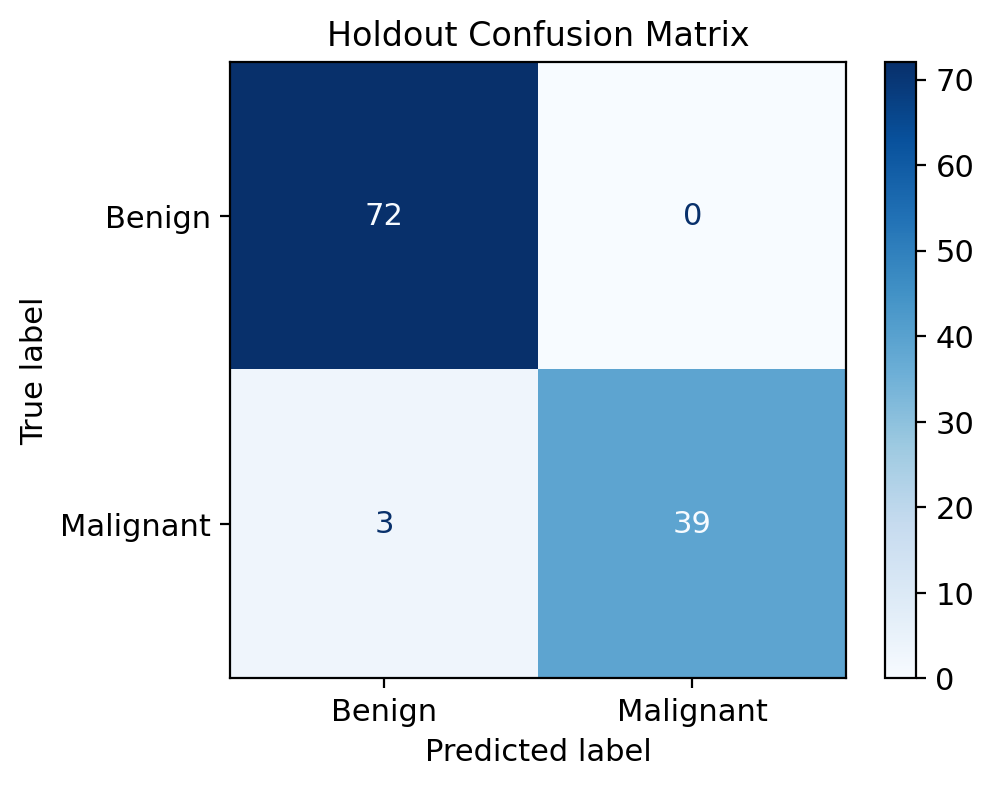 Holdout Confusion Matrix
True label
Benign
Malignant
72
0
3
39
Benign
Malignant
Predicted label
70
60
50
40
30
20
10
0